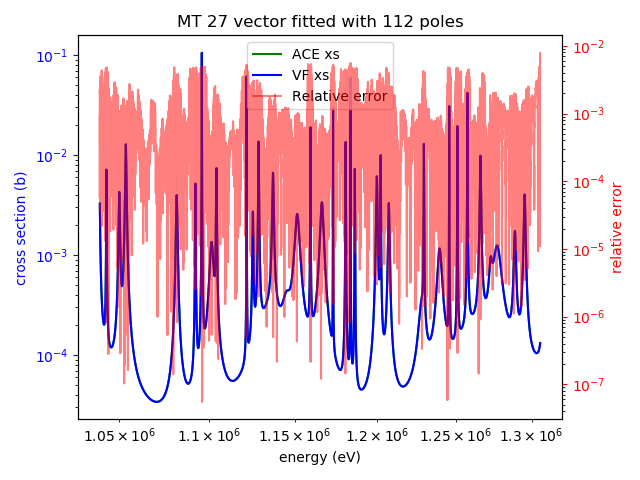 MT 27 vector fitted with 112 poles
ACE xs
VF xs
Relative error
cross section (b)
10⁻¹
10⁻²
10⁻³
10⁻⁴
relative error
10⁻²
10⁻³
10⁻⁴
10⁻⁵
10⁻⁶
10⁻⁷
1.05 × 10⁶ 1.1 × 10⁶ 1.15 × 10⁶ 1.2 × 10⁶ 1.25 × 10⁶ 1.3 × 10⁶
energy (eV)